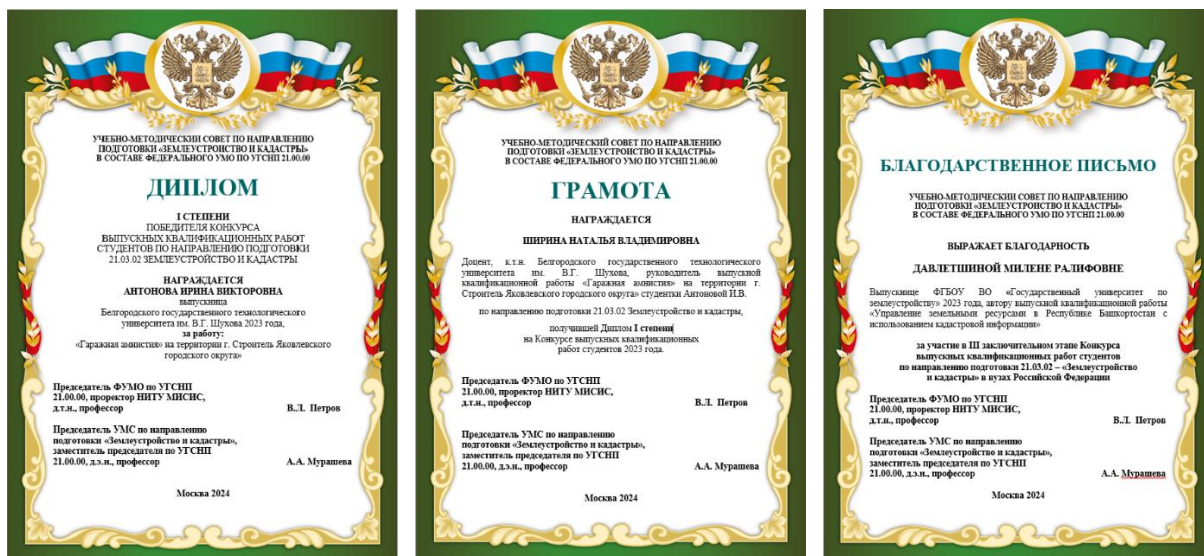 УЧЕБНО-МЕТОДИЧЕСКИЙ СОВЕТ ПО НАПРАВЛЕНИЮ
ПОДГОТОВКИ «ЗЕМЛЕУСТРОЙСТВО И КАДАСТРЫ»
В СОСТАВЕ ФЕДЕРАЛЬНОГО УМО ПО УГСНП 21.00.00
ДИПЛОМ
I СТЕПЕНИ
ПОБЕДИТЕЛЯ КОНКУРСА
ВЫПУСКНЫХ КВАЛИФИКАЦИОННЫХ РАБОТ
СТУДЕНТОВ ПО НАПРАВЛЕНИЮ ПОДГОТОВКИ
21.03.02 ЗЕМЛЕУСТРОЙСТВО И КАДАСТРЫ
НАГРАЖДАЕТСЯ
АНТОНОВА ИРИНА ВИКТОРОВНА
выпускница
Белгородского государственного технологического
университета им. В.Г. Шухова 2023 года,
за работу:
«Гаражная амнистия» на территории г. Строитель Яковлевского
городского округа»
Председатель ФУМО по УГСНП
21.00.00, проректор НИТУ МИСИС,
д.т.н., профессор В.Л. Петров
Председатель УМС по направлению
подготовки «Землеустройство и кадастры»,
заместитель председателя по УГСНП
21.00.00, д.э.н., профессор А.А. Мурашева
Москва 2024
УЧЕБНО-МЕТОДИЧЕСКИЙ СОВЕТ ПО НАПРАВЛЕНИЮ
ПОДГОТОВКИ «ЗЕМЛЕУСТРОЙСТВО И КАДАСТРЫ»
В СОСТАВЕ ФЕДЕРАЛЬНОГО УМО ПО УГСНП 21.00.00
ГРАМОТА
НАГРАЖДАЕТСЯ
ШИРИНА НАТАЛЬЯ ВЛАДИМИРОВНА
Доцент, к.т.н. Белгородского государственного технологического
университета им. В.Г. Шухова, руководитель выпускной
квалификационной работы «Гаражная амнистия» на территории г.
Строитель Яковлевского городского округа» студентки Антоновой И.В.
по направлению подготовки 21.03.02 Землеустройство и кадастры,
получившей Диплом I степени
на Конкурсе выпускных квалификационных
работ студентов 2023 года.
Председатель ФУМО по УГСНП
21.00.00, проректор НИТУ МИСИС,
д.т.н., профессор В.Л. Петров
Председатель УМС по направлению
подготовки «Землеустройство и кадастры»,
заместитель председателя по УГСНП
21.00.00, д.э.н., профессор А.А. Мурашева
Москва 2024
БЛАГОДАРСТВЕННОЕ ПИСЬМО
УЧЕБНО-МЕТОДИЧЕСКИЙ СОВЕТ ПО НАПРАВЛЕНИЮ
ПОДГОТОВКИ «ЗЕМЛЕУСТРОЙСТВО И КАДАСТРЫ»
В СОСТАВЕ ФЕДЕРАЛЬНОГО УМО ПО УГСНП 21.00.00
ВЫРАЖАЕТ БЛАГОДАРНОСТЬ
ДАВЛЕТШИНОЙ МИЛЕНЕ РАЛИФОВНЕ
Выпускнице ФГБОУ ВО «Государственный университет по
землеустройству» 2023 года, автору выпускной квалификационной работы
«Управление земельными ресурсами в Республике Башкортостан с
использованием кадастровой информации»
за участие в III заключительном этапе Конкурса
выпускных квалификационных работ студентов
по направлению подготовки 21.03.02 – «Землеустройство
и кадастры» в вузах Российской Федерации
Председатель ФУМО по УГСНП
21.00.00, проректор НИТУ МИСИС,
д.т.н., профессор В.Л. Петров
Председатель УМС по направлению
подготовки «Землеустройство и кадастры»,
заместитель председателя по УГСНП
21.00.00, д.э.н., профессор А.А. Мурашева
Москва 2024